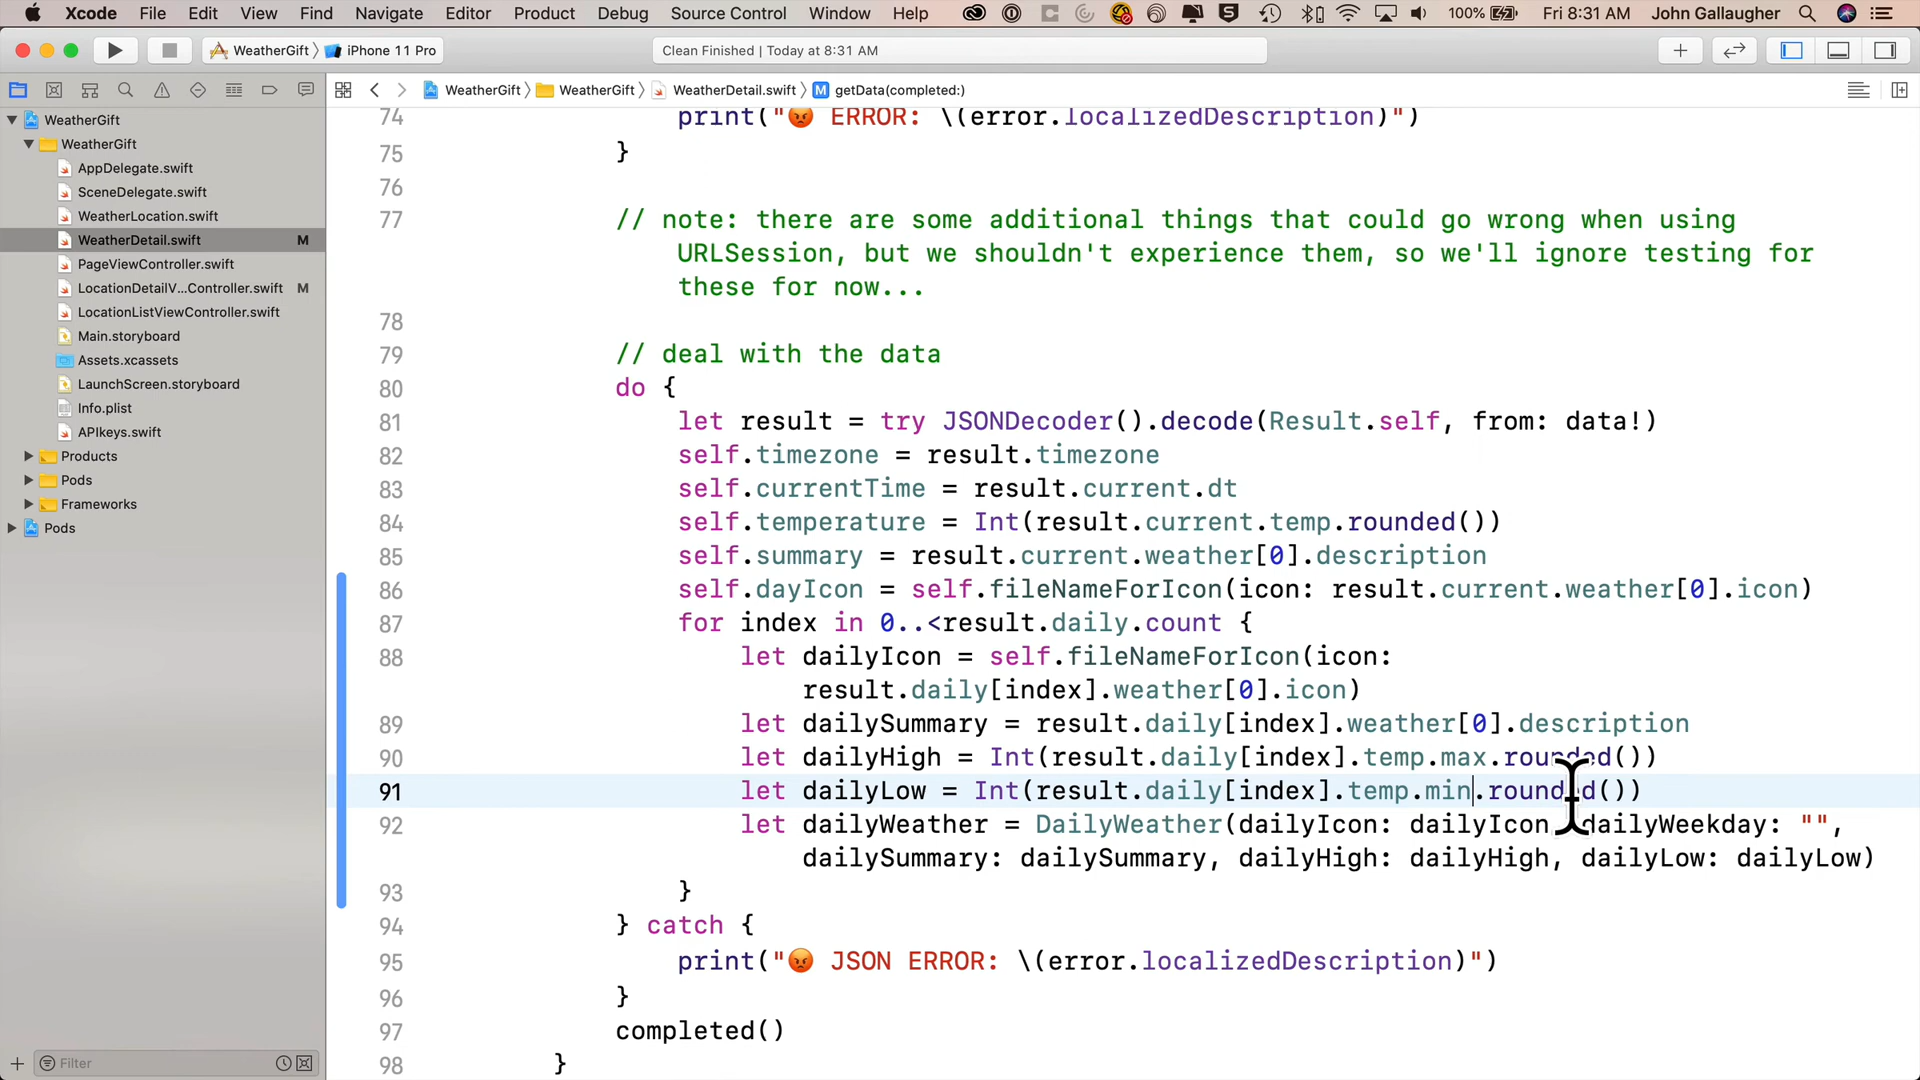 Xcode File Edit View Find Navigate Editor Product Debug Source Control Window Help 100% Fri 8:31 AM John Gallaugher
WeatherGift iPhone 11 Pro
Clean Finished | Today at 8:31 AM
WeatherGift WeatherGift WeatherDetail.swift M getData(completed:)
WeatherGift
WeatherGift
AppDelegate.swift
SceneDelegate.swift
WeatherLocation.swift
WeatherDetail.swift M
PageViewController.swift
LocationDetailV...Controller.swift M
LocationListViewController.swift
Main.storyboard
Assets.xcassets
LaunchScreen.storyboard
Info.plist
APIkeys.swift
Products
Pods
Frameworks
Pods
Filter
74 print("😡 ERROR: \(error.localizedDescription)")
75 }
76
77 // note: there are some additional things that could go wrong when using
URLSession, but we shouldn't experience them, so we'll ignore testing for
these for now...
78
79 // deal with the data
80 do {
81 let result = try JSONDecoder().decode(Result.self, from: data!)
82 self.timezone = result.timezone
83 self.currentTime = result.current.dt
84 self.temperature = Int(result.current.temp.rounded())
85 self.summary = result.current.weather[0].description
86 self.dayIcon = self.fileNameForIcon(icon: result.current.weather[0].icon)
87 for index in 0..<result.daily.count {
88 let dailyIcon = self.fileNameForIcon(icon:
result.daily[index].weather[0].icon)
89 let dailySummary = result.daily[index].weather[0].description
90 let dailyHigh = Int(result.daily[index].temp.max.rounded())
91 let dailyLow = Int(result.daily[index].temp.min.rounded())
92 let dailyWeather = DailyWeather(dailyIcon: dailyIcon, dailyWeekday: "",
dailySummary: dailySummary, dailyHigh: dailyHigh, dailyLow: dailyLow)
93 }
94 } catch {
95 print("😡 JSON ERROR: \(error.localizedDescription)")
96 }
97 completed()
98 }